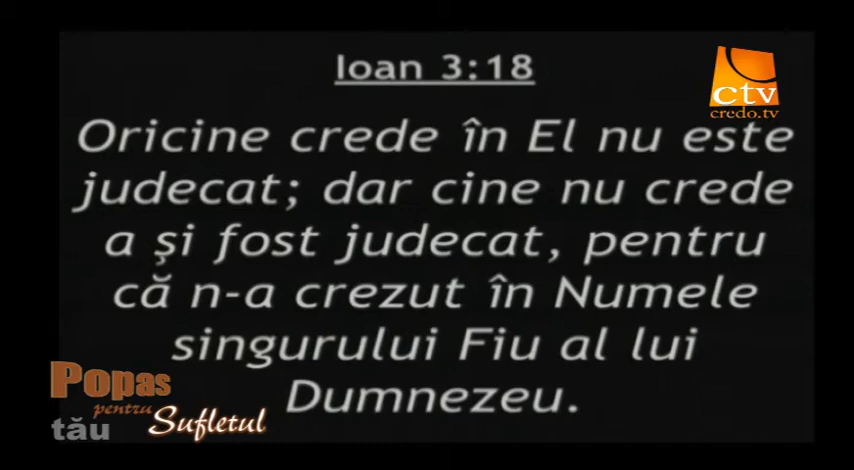 Ioan 3:18
ctv
credo.tv
Oricine crede în El nu este
judecat; dar cine nu crede
a şi fost judecat, pentru
că n-a crezut în Numele
singurului Fiu al lui
Dumnezeu.
Popas
pentru
Sufletul
tău